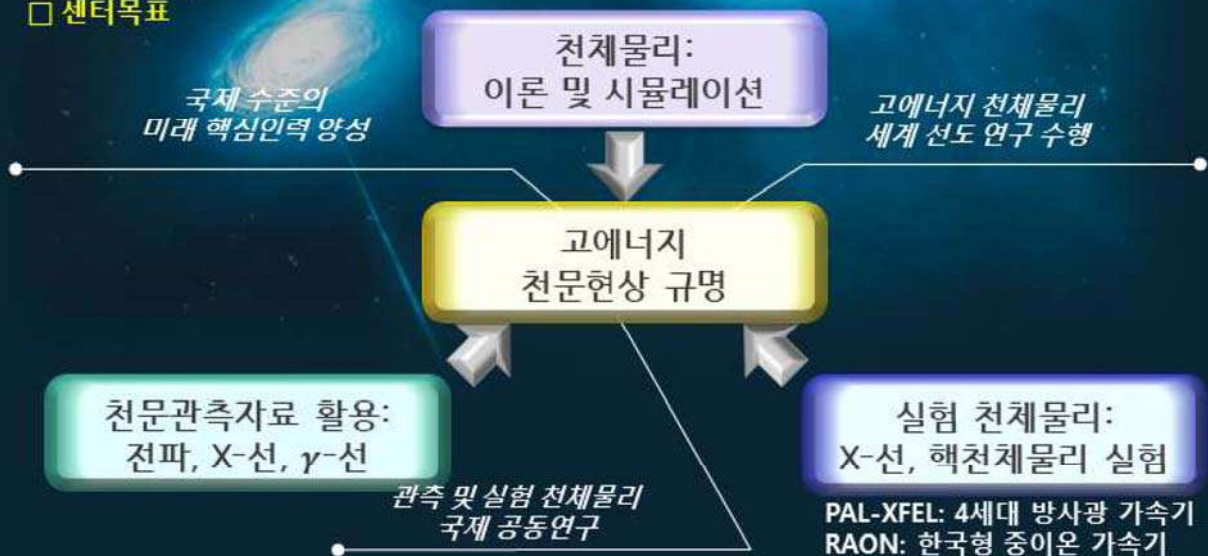 □ 센터목표
천체물리:
이론 및 시뮬레이션
국제 수준의
미래 핵심인력 양성
고에너지 천체물리
세계 선도 연구 수행
고에너지
천문현상 규명
천문관측자료 활용:
전파, X-선, γ-선
실험 천체물리:
X-선, 핵천체물리 실험
관측 및 실험 천체물리
국제 공동연구
PAL-XFEL: 4세대 방사광 가속기
RAON: 한국형 중이온 가속기